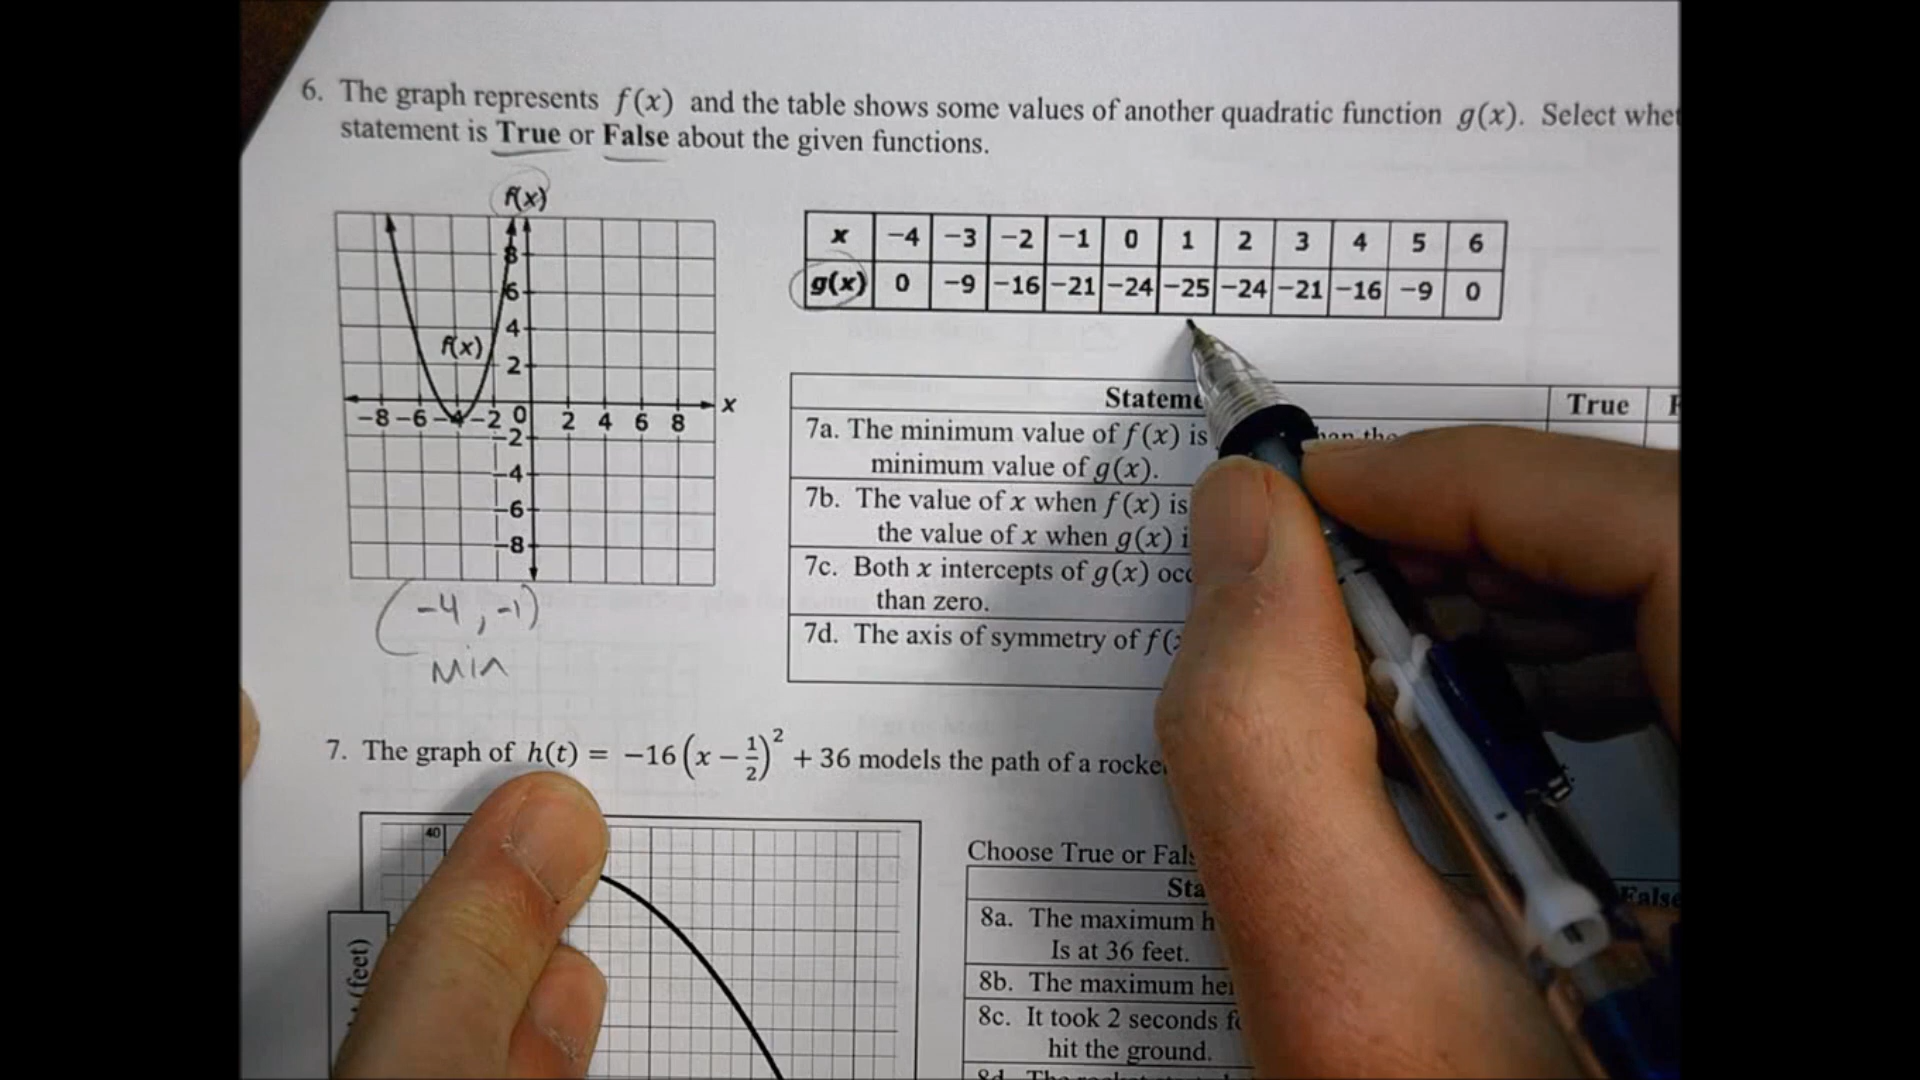 6. The graph represents f(x) and the table shows some values of another quadratic function g(x). Select
statement is True or False about the given functions.
f(x)
8
6
4
f(x)
2
x
-8 -6 -4 -2 0 2 4 6 8
-2
-4
-6
-8
(-4, -1)
Min
x -4 -3 -2 -1 0 1 2 3 4 5 6
g(x) 0 -9 -16 -21 -24 -25 -24 -21 -16 -9 0
True
7a. The minimum value of f(x) is than the
minimum value of g(x).
7b. The value of x when f(x) is
the value of x when g(x)
7c. Both x intercepts of g(x)
than zero.
7d. The axis of symmetry of
7. The graph of h(t) = −16(x − 1/2)² + 36 models the path of a
40
(feet)
Choose True or
False
8a. The maximum
Is at 36 feet.
8b. The maximum
8c. It took 2 seconds
hit the ground.